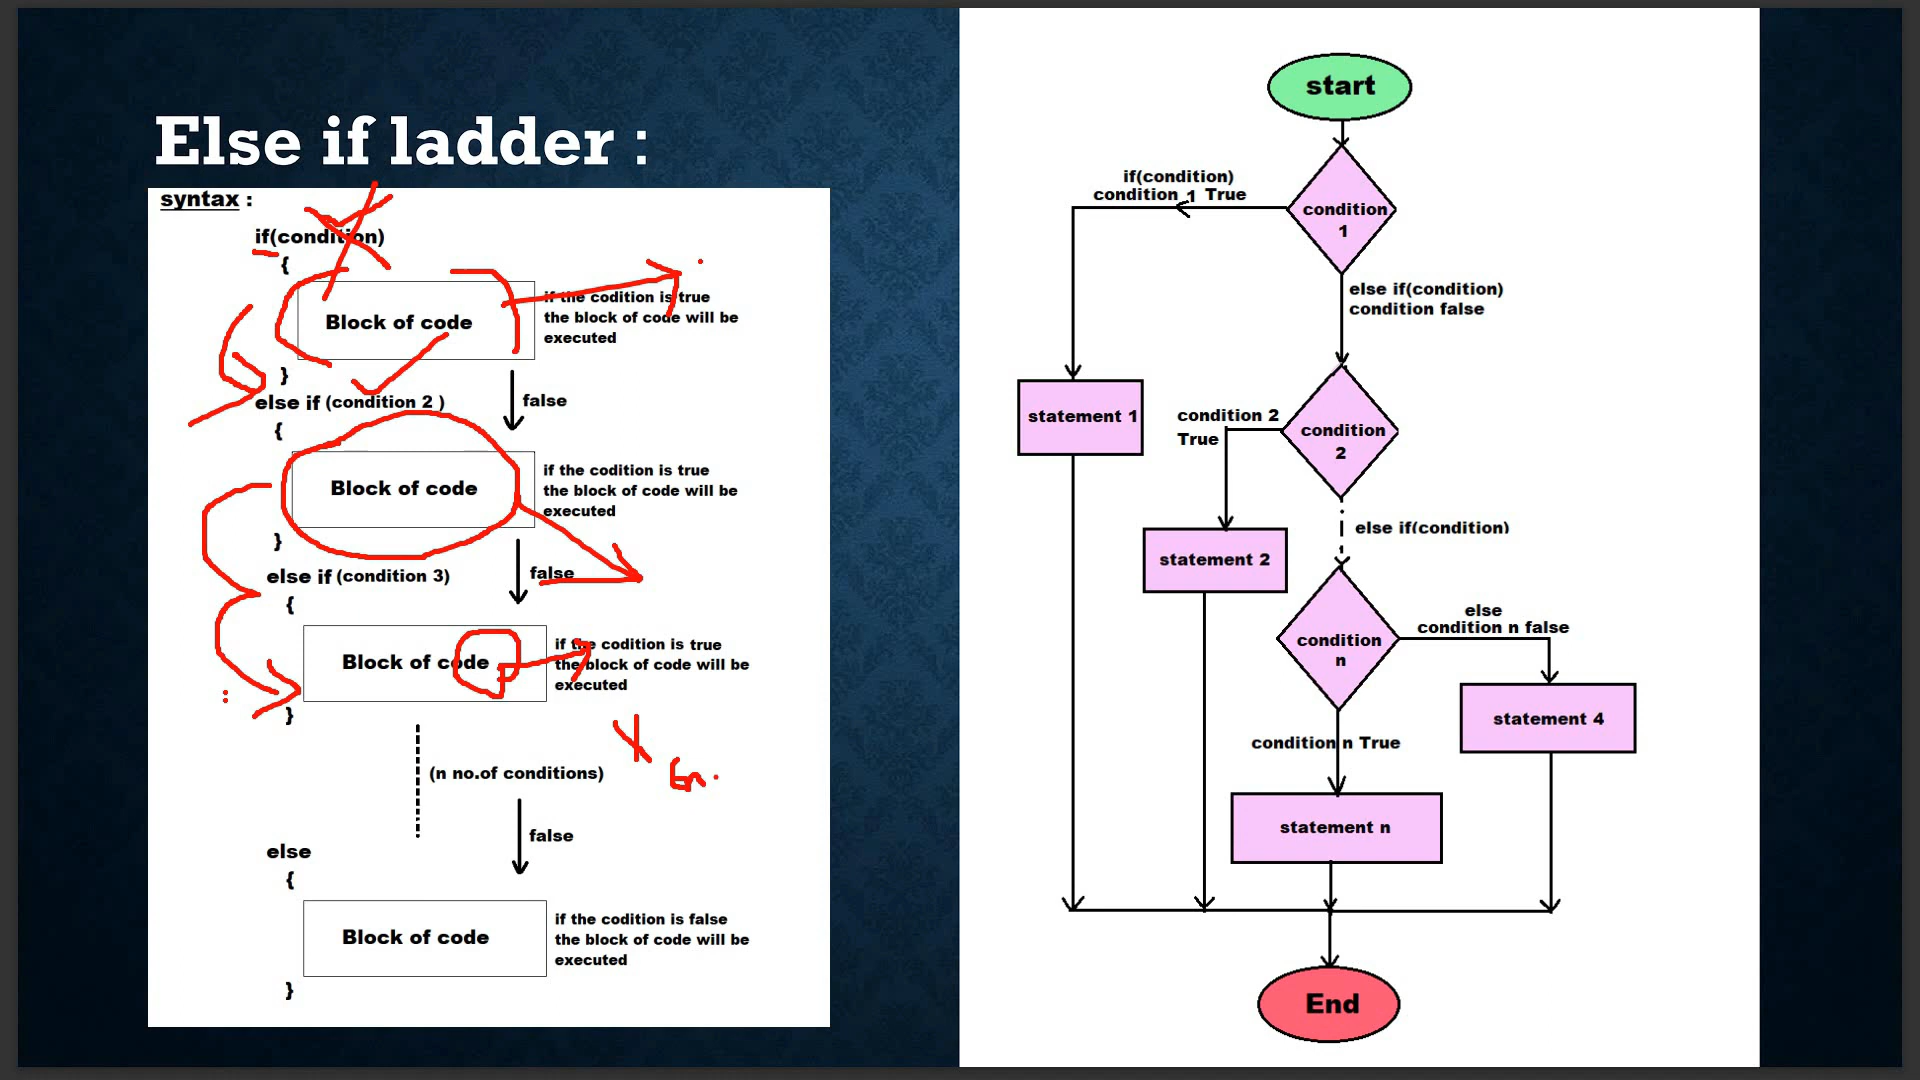 Else if ladder :
syntax :
if(condition)
{
Block of code
if the codition is true
the block of code will be
executed
}
false
else if (condition 2 )
{
Block of code
if the codition is true
the block of code will be
executed
}
false
else if (condition 3)
{
Block of code
if the codition is true
the block of code will be
executed
}
(n no.of conditions)
false
else
{
Block of code
if the codition is false
the block of code will be
executed
}
start
if(condition)
condition 1 True
condition
1
else if(condition)
condition false
statement 1
condition 2
True
condition
2
else if(condition)
statement 2
condition
n
else
condition n false
statement 4
condition n True
statement n
End